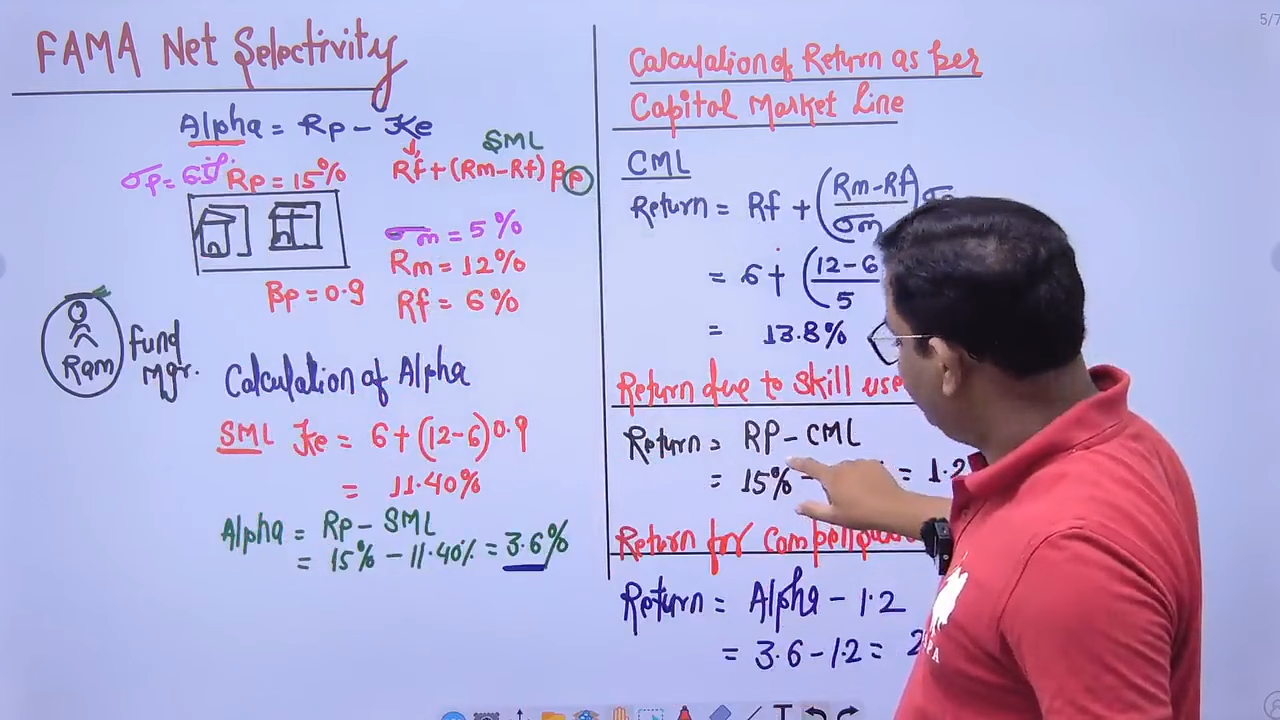 FAMA Net Selectivity
Alpha = Rp - Ke
SML
Rf + (Rm-Rf) βp
σp = 6.5% Rp = 15%
σm = 5%
Rm = 12%
Rf = 6%
βp = 0.9
Ram
Fund
Mgr.
Calculation of Alpha
SML Ke = 6 + (12-6) 0.9
= 11.40%
Alpha = Rp - SML
= 15% - 11.40% = 3.6%
5/7
Calculation of Return as per
Capital Market Line
CML
Return = Rf + (Rm-Rf / σm) σp
= 6 + (12-6 / 5
= 13.8%
Return due to skill
Return = RP - CML
= 15% - = 1.2
Return for
Return = Alpha - 1.2
= 3.6 - 1.2 = 2